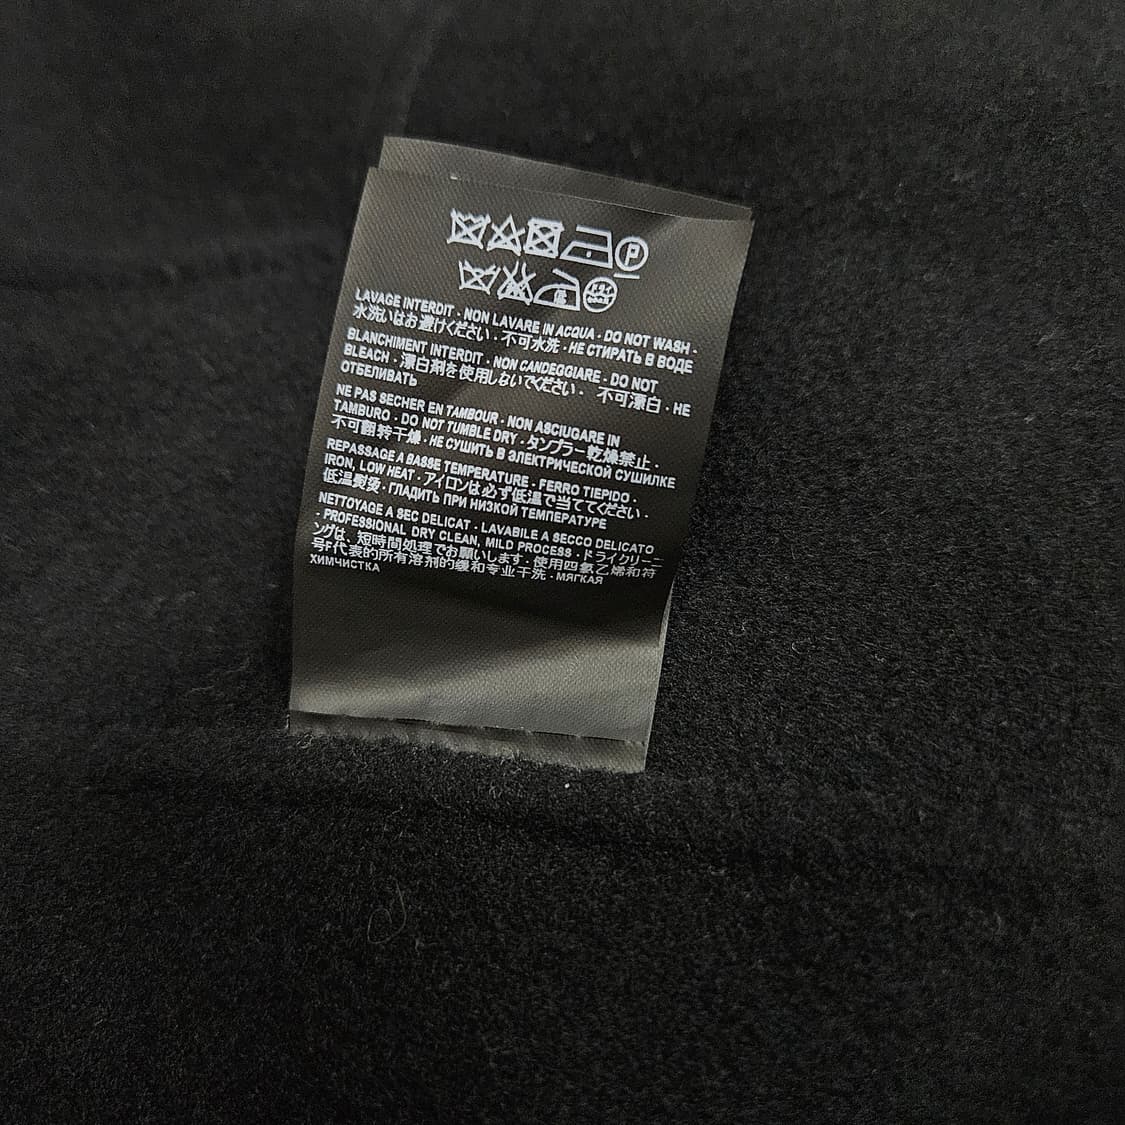 P
LAVAGE INTERDIT · NON LAVARE IN ACQUA · DO NOT WASH ·
水洗いはお避けください · 不可水洗 · НЕ СТИРАТЬ В ВОДЕ
BLANCHIMENT INTERDIT · NON CANDEGGIARE · DO NOT
BLEACH · 漂白剤を使用しないでください · 不可漂白 · НЕ
ОТБЕЛИВАТЬ
NE PAS SECHER EN TAMBOUR · NON ASCIUGARE IN
TAMBURO · DO NOT TUMBLE DRY · タンブラー乾燥禁止 ·
不可翻转干燥 · НЕ СУШИТЬ В ЭЛЕКТРИЧЕСКОЙ СУШИЛКЕ
REPASSAGE A BASSE TEMPERATURE · FERRO TIEPIDO ·
IRON, LOW HEAT · アイロンは必ず低温で当ててください ·
低温熨烫 · ГЛАДИТЬ ПРИ НИЗКОЙ ТЕМПЕРАТУРЕ
NETTOYAGE A SEC DELICAT · LAVABILE A SECCO DELICATO
· PROFESSIONAL DRY CLEAN, MILD PROCESS · ドライクリーニ
ングは、短時間処理でお願いします · 使用四氯乙烯和符
号F代表的所有溶剂的缓和专业干洗 · МЯГКАЯ
ХИМЧИСТКА